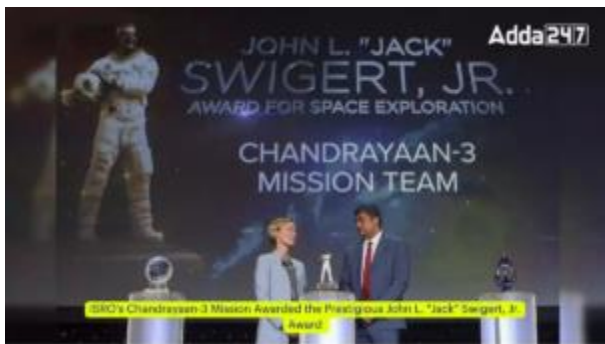 Adda247
JOHN L. "JACK"
SWIGERT, JR.
AWARD FOR SPACE EXPLORATION
CHANDRAYAAN-3
MISSION TEAM
ISRO's Chandrayaan-3 Mission Awarded the Prestigious John L. "Jack" Swigert, Jr.
Award